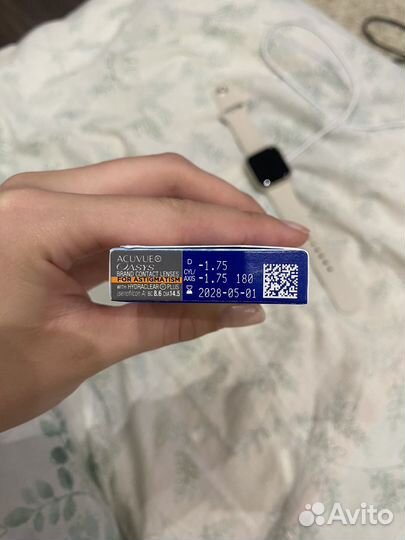 ACUVUE®
OASYS
BRAND CONTACT LENSES
FOR ASTIGMATISM
WITH HYDRACLEAR® PLUS
(senofilcon A) BC 8.6 DIA 14.5
D -1.75
CYL/
AXIS -1.75 180
2028-05-01
Avito